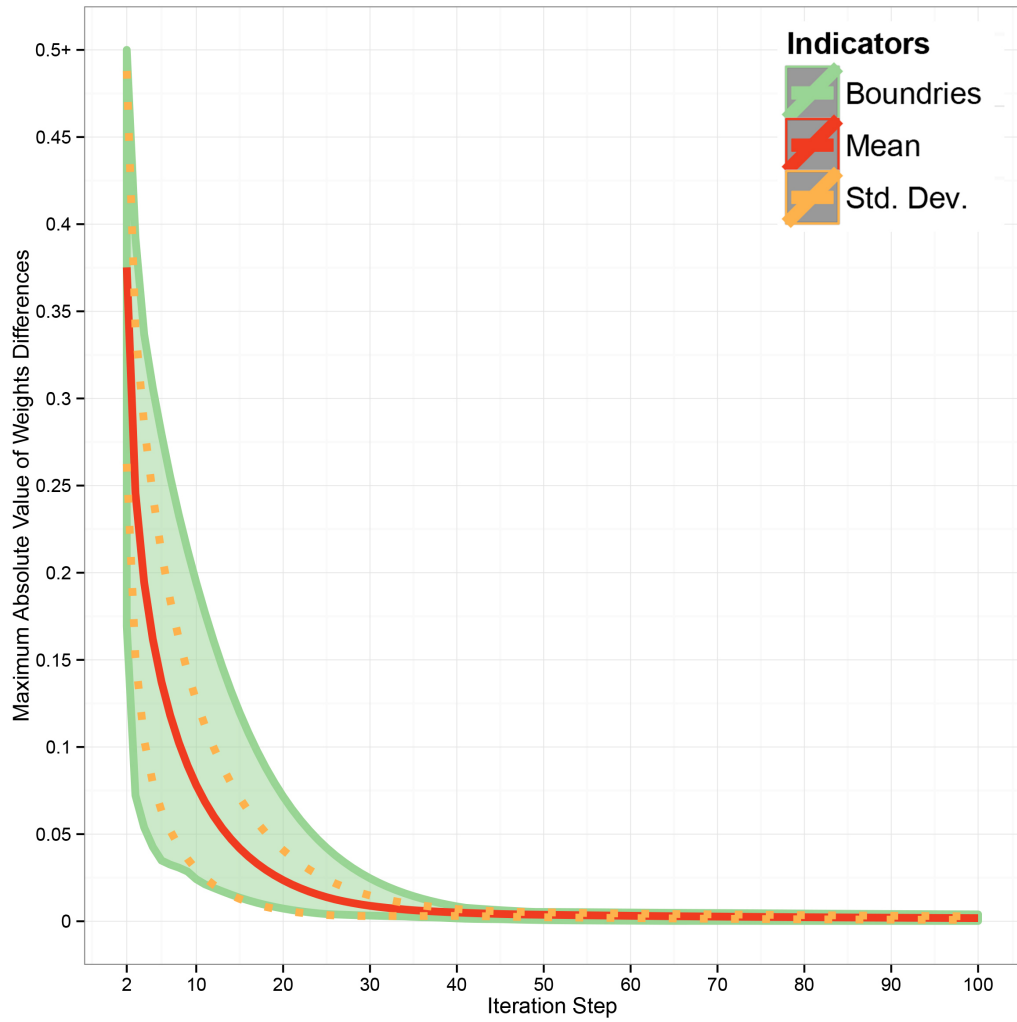 Indicators
Boundries
Mean
Std. Dev.
Maximum Absolute Value of Weights Differences
0.5+
0.45
0.4
0.35
0.3
0.25
0.2
0.15
0.1
0.05
0
2 10 20 30 40 50 60 70 80 90 100
Iteration Step